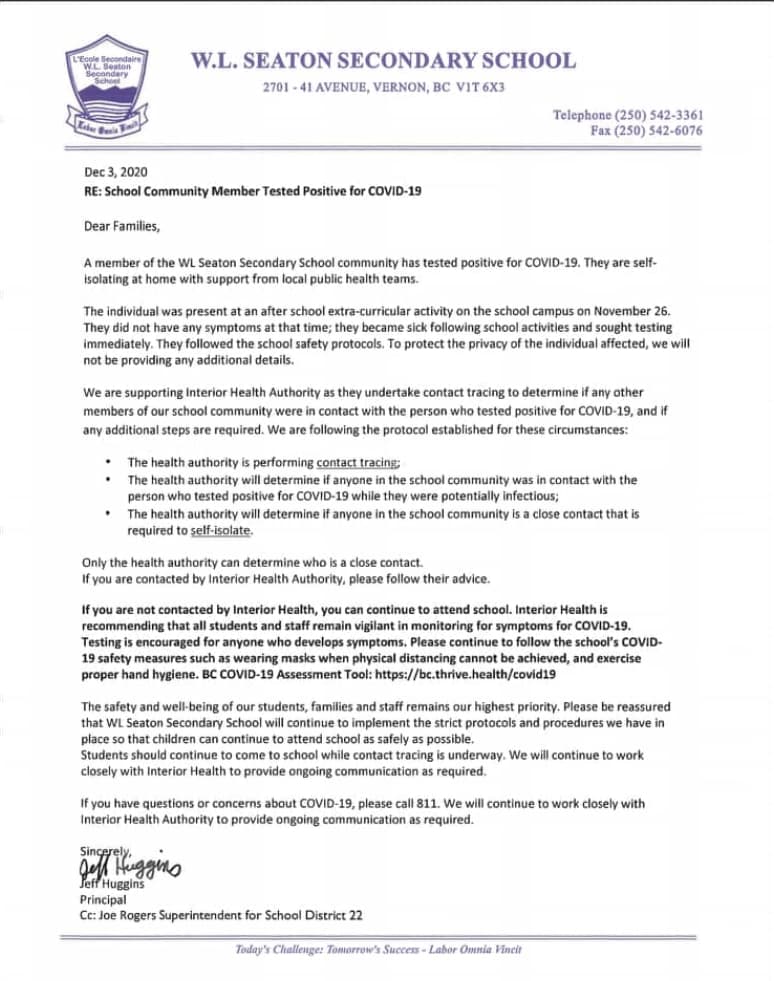 L'Ecole Secondaire
W.L. Seaton
Secondary
School
Labor Omnia Vincit
W.L. SEATON SECONDARY SCHOOL
2701 - 41 AVENUE, VERNON, BC V1T 6X3
Telephone (250) 542-3361
Fax (250) 542-6076
Dec 3, 2020
RE: School Community Member Tested Positive for COVID-19
Dear Families,
A member of the WL Seaton Secondary School community has tested positive for COVID-19. They are self-
isolating at home with support from local public health teams.
The individual was present at an after school extra-curricular activity on the school campus on November 26.
They did not have any symptoms at that time; they became sick following school activities and sought testing
immediately. They followed the school safety protocols. To protect the privacy of the individual affected, we will
not be providing any additional details.
We are supporting Interior Health Authority as they undertake contact tracing to determine if any other
members of our school community were in contact with the person who tested positive for COVID-19, and if
any additional steps are required. We are following the protocol established for these circumstances:
• The health authority is performing contact tracing;
• The health authority will determine if anyone in the school community was in contact with the
person who tested positive for COVID-19 while they were potentially infectious;
• The health authority will determine if anyone in the school community is a close contact that is
required to self-isolate.
Only the health authority can determine who is a close contact.
If you are contacted by Interior Health Authority, please follow their advice.
If you are not contacted by Interior Health, you can continue to attend school. Interior Health is
recommending that all students and staff remain vigilant in monitoring for symptoms for COVID-19.
Testing is encouraged for anyone who develops symptoms. Please continue to follow the school's COVID-
19 safety measures such as wearing masks when physical distancing cannot be achieved, and exercise
proper hand hygiene. BC COVID-19 Assessment Tool: https://bc.thrive.health/covid19
The safety and well-being of our students, families and staff remains our highest priority. Please be reassured
that WL Seaton Secondary School will continue to implement the strict protocols and procedures we have in
place so that children can continue to attend school as safely as possible.
Students should continue to come to school while contact tracing is underway. We will continue to work
closely with Interior Health to provide ongoing communication as required.
If you have questions or concerns about COVID-19, please call 811. We will continue to work closely with
Interior Health Authority to provide ongoing communication as required.
Sincerely,
Jeff Huggins
Jeff Huggins
Principal
Cc: Joe Rogers Superintendent for School District 22
Today's Challenge: Tomorrow's Success - Labor Omnia Vincit